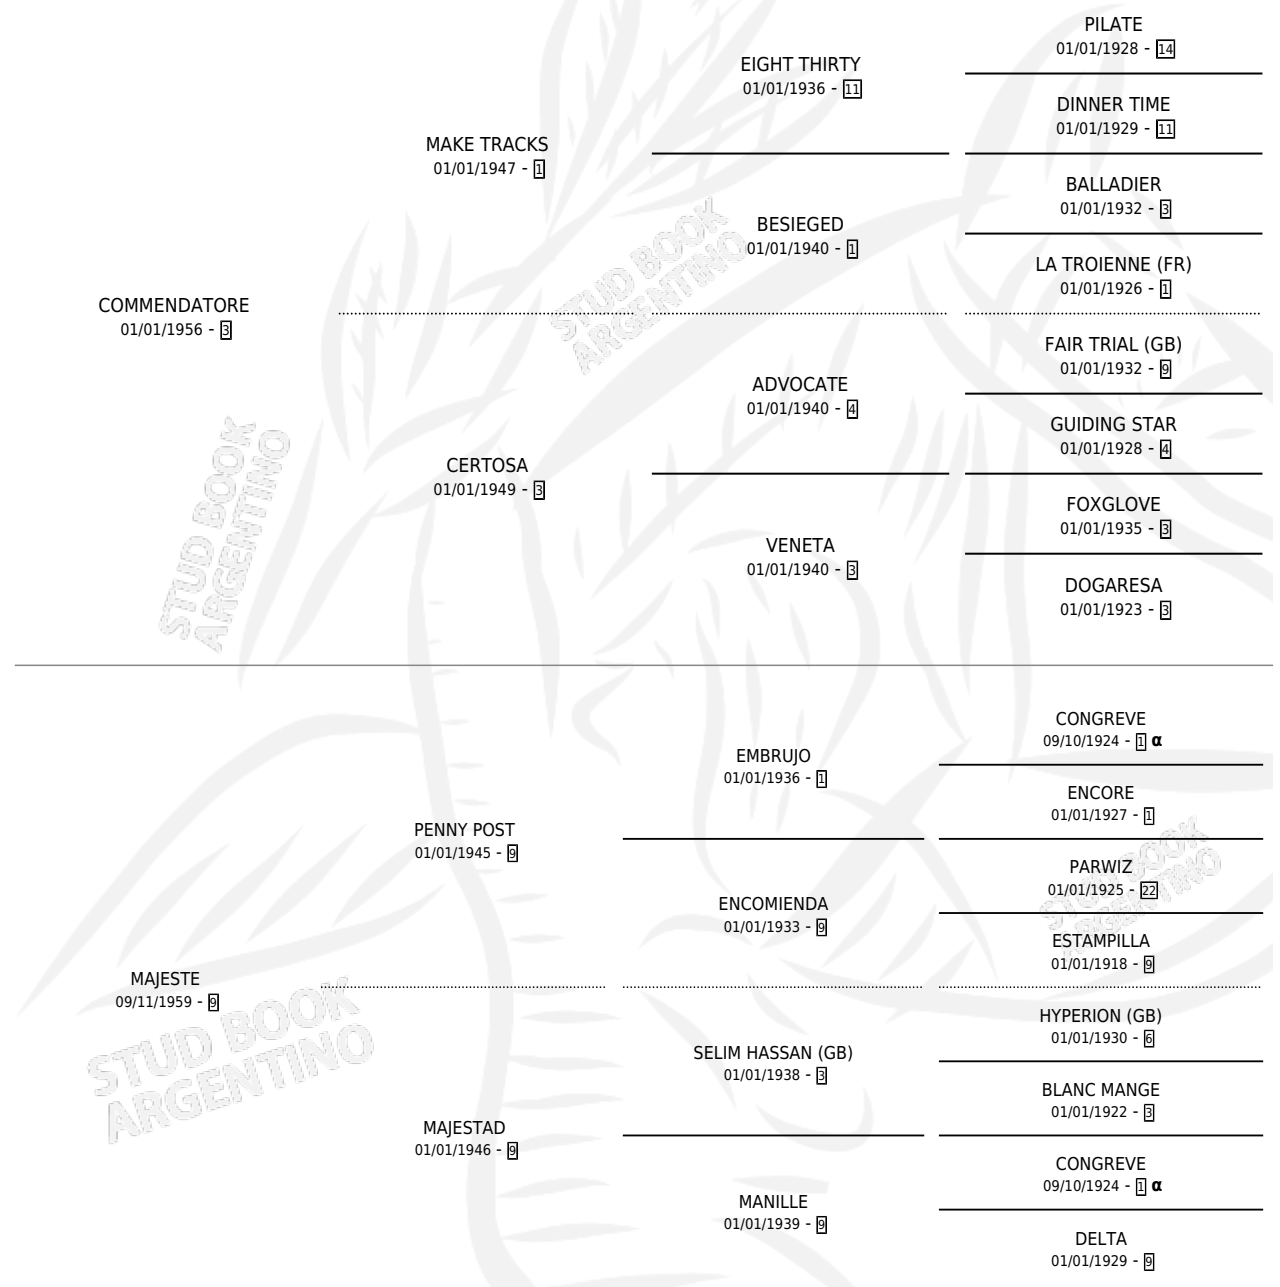 PILATE
01/01/1928 - 14
EIGHT THIRTY
01/01/1936 - 11
DINNER TIME
01/01/1929 - 11
MAKE TRACKS
01/01/1947 - 1
BALLADIER
01/01/1932 - 3
BESIEGED
01/01/1940 - 1
LA TROIENNE (FR)
01/01/1926 - 1
COMMENDATORE
01/01/1956 - 3
FAIR TRIAL (GB)
01/01/1932 - 9
ADVOCATE
01/01/1940 - 4
GUIDING STAR
01/01/1928 - 4
CERTOSA
01/01/1949 - 3
FOXGLOVE
01/01/1935 - 3
VENETA
01/01/1940 - 3
DOGARESA
01/01/1923 - 3
STUD BOOK
ARGENTINO
STUD BOOK
ARGENTINO
CONGREVE
09/10/1924 - 1 α
EMBRUJO
01/01/1936 - 1
ENCORE
01/01/1927 - 1
PENNY POST
01/01/1945 - 9
PARWIZ
01/01/1925 - 22
ENCOMIENDA
01/01/1933 - 9
ESTAMPILLA
01/01/1918 - 9
MAJESTE
09/11/1959 - 9
HYPERION (GB)
01/01/1930 - 6
SELIM HASSAN (GB)
01/01/1938 - 3
BLANC MANGE
01/01/1922 - 3
MAJESTAD
01/01/1946 - 9
CONGREVE
09/10/1924 - 1 α
MANILLE
01/01/1939 - 9
DELTA
01/01/1929 - 9
STUD BOOK
ARGENTINO
STUD BOOK
ARGENTINO